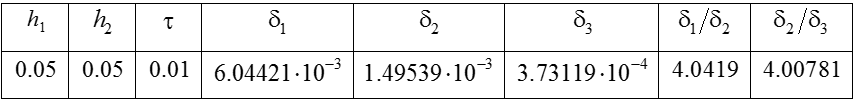 h₁ h₂ τ δ₁ δ₂ δ₃ δ₁/δ₂ δ₂/δ₃
0.05 0.05 0.01 6.04421·10⁻³ 1.49539·10⁻³ 3.73119·10⁻⁴ 4.0419 4.00781